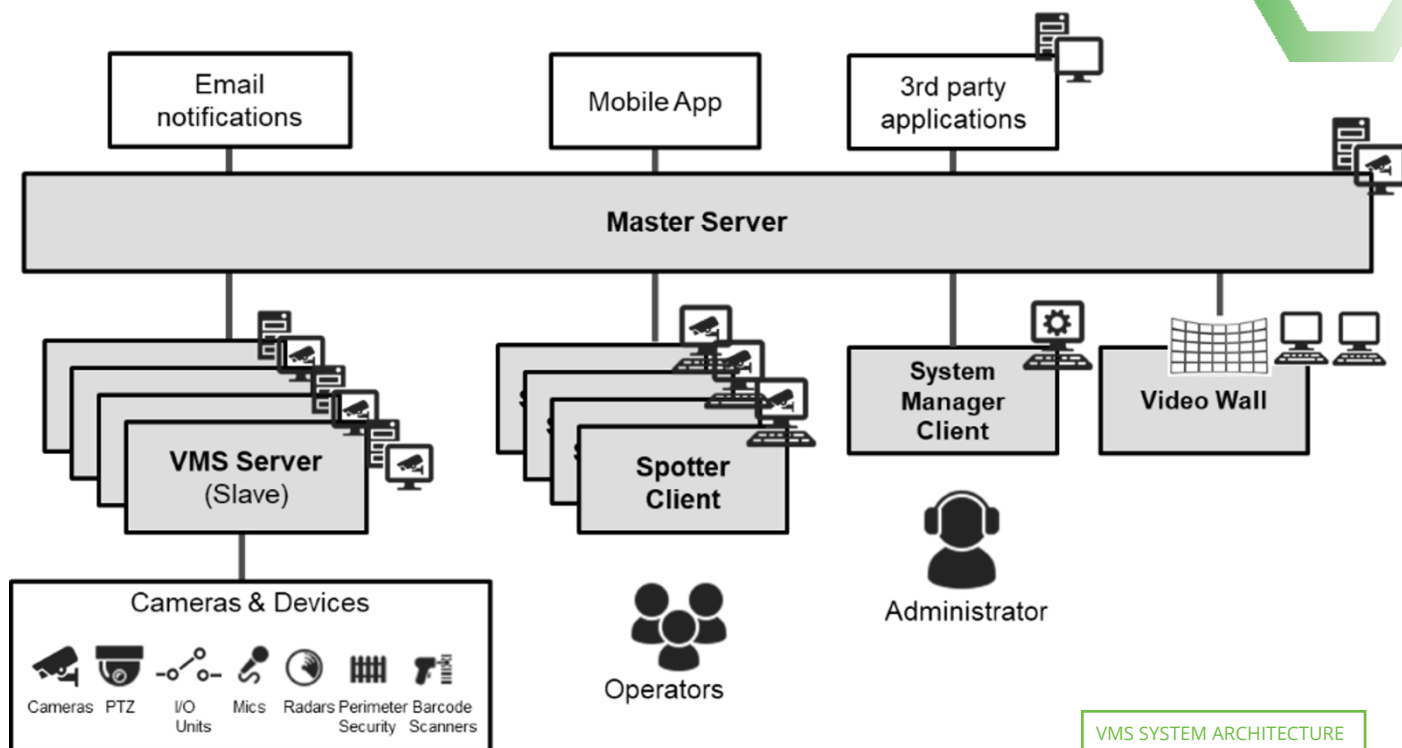 Email
notifications
Mobile App
3rd party
applications
Master Server
VMS Server
(Slave)
Spotter
Client
System
Manager
Client
Video Wall
Cameras & Devices
Cameras
PTZ
I/O
Units
Mics
Radars
Perimeter
Security
Barcode
Scanners
Operators
Administrator
VMS SYSTEM ARCHITECTURE